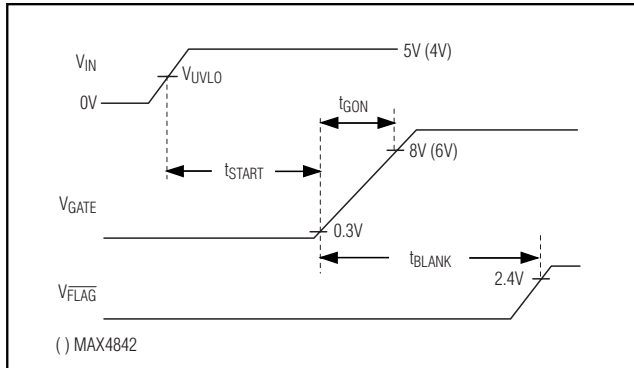 5V (4V)
VIN
VUVLO
0V
tGON
8V (6V)
tSTART
VGATE
0.3V
tBLANK
2.4V
VFLAG
( ) MAX4842